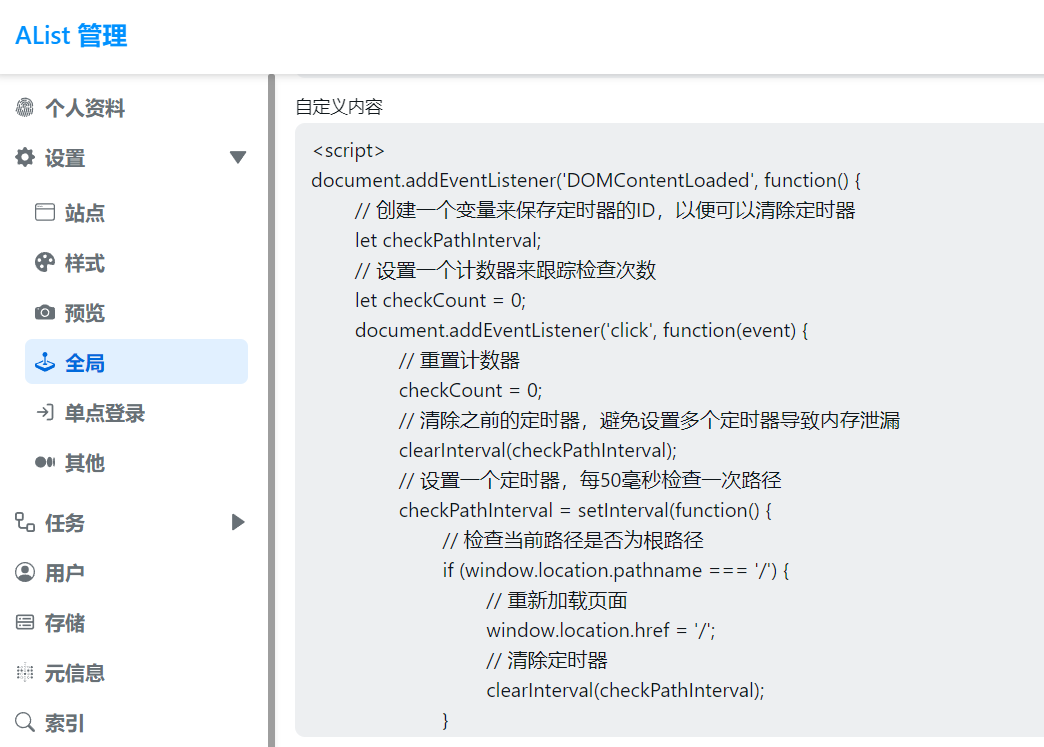 AList 管理
个人资料
设置
站点
样式
预览
全局
单点登录
其他
任务
用户
存储
元信息
索引
自定义内容
<script>
document.addEventListener('DOMContentLoaded', function() {
// 创建一个变量来保存定时器的ID，以便可以清除定时器
let checkPathInterval;
// 设置一个计数器来跟踪检查次数
let checkCount = 0;
document.addEventListener('click', function(event) {
// 重置计数器
checkCount = 0;
// 清除之前的定时器，避免设置多个定时器导致内存泄漏
clearInterval(checkPathInterval);
// 设置一个定时器，每50毫秒检查一次路径
checkPathInterval = setInterval(function() {
// 检查当前路径是否为根路径
if (window.location.pathname === '/') {
// 重新加载页面
window.location.href = '/';
// 清除定时器
clearInterval(checkPathInterval);
}